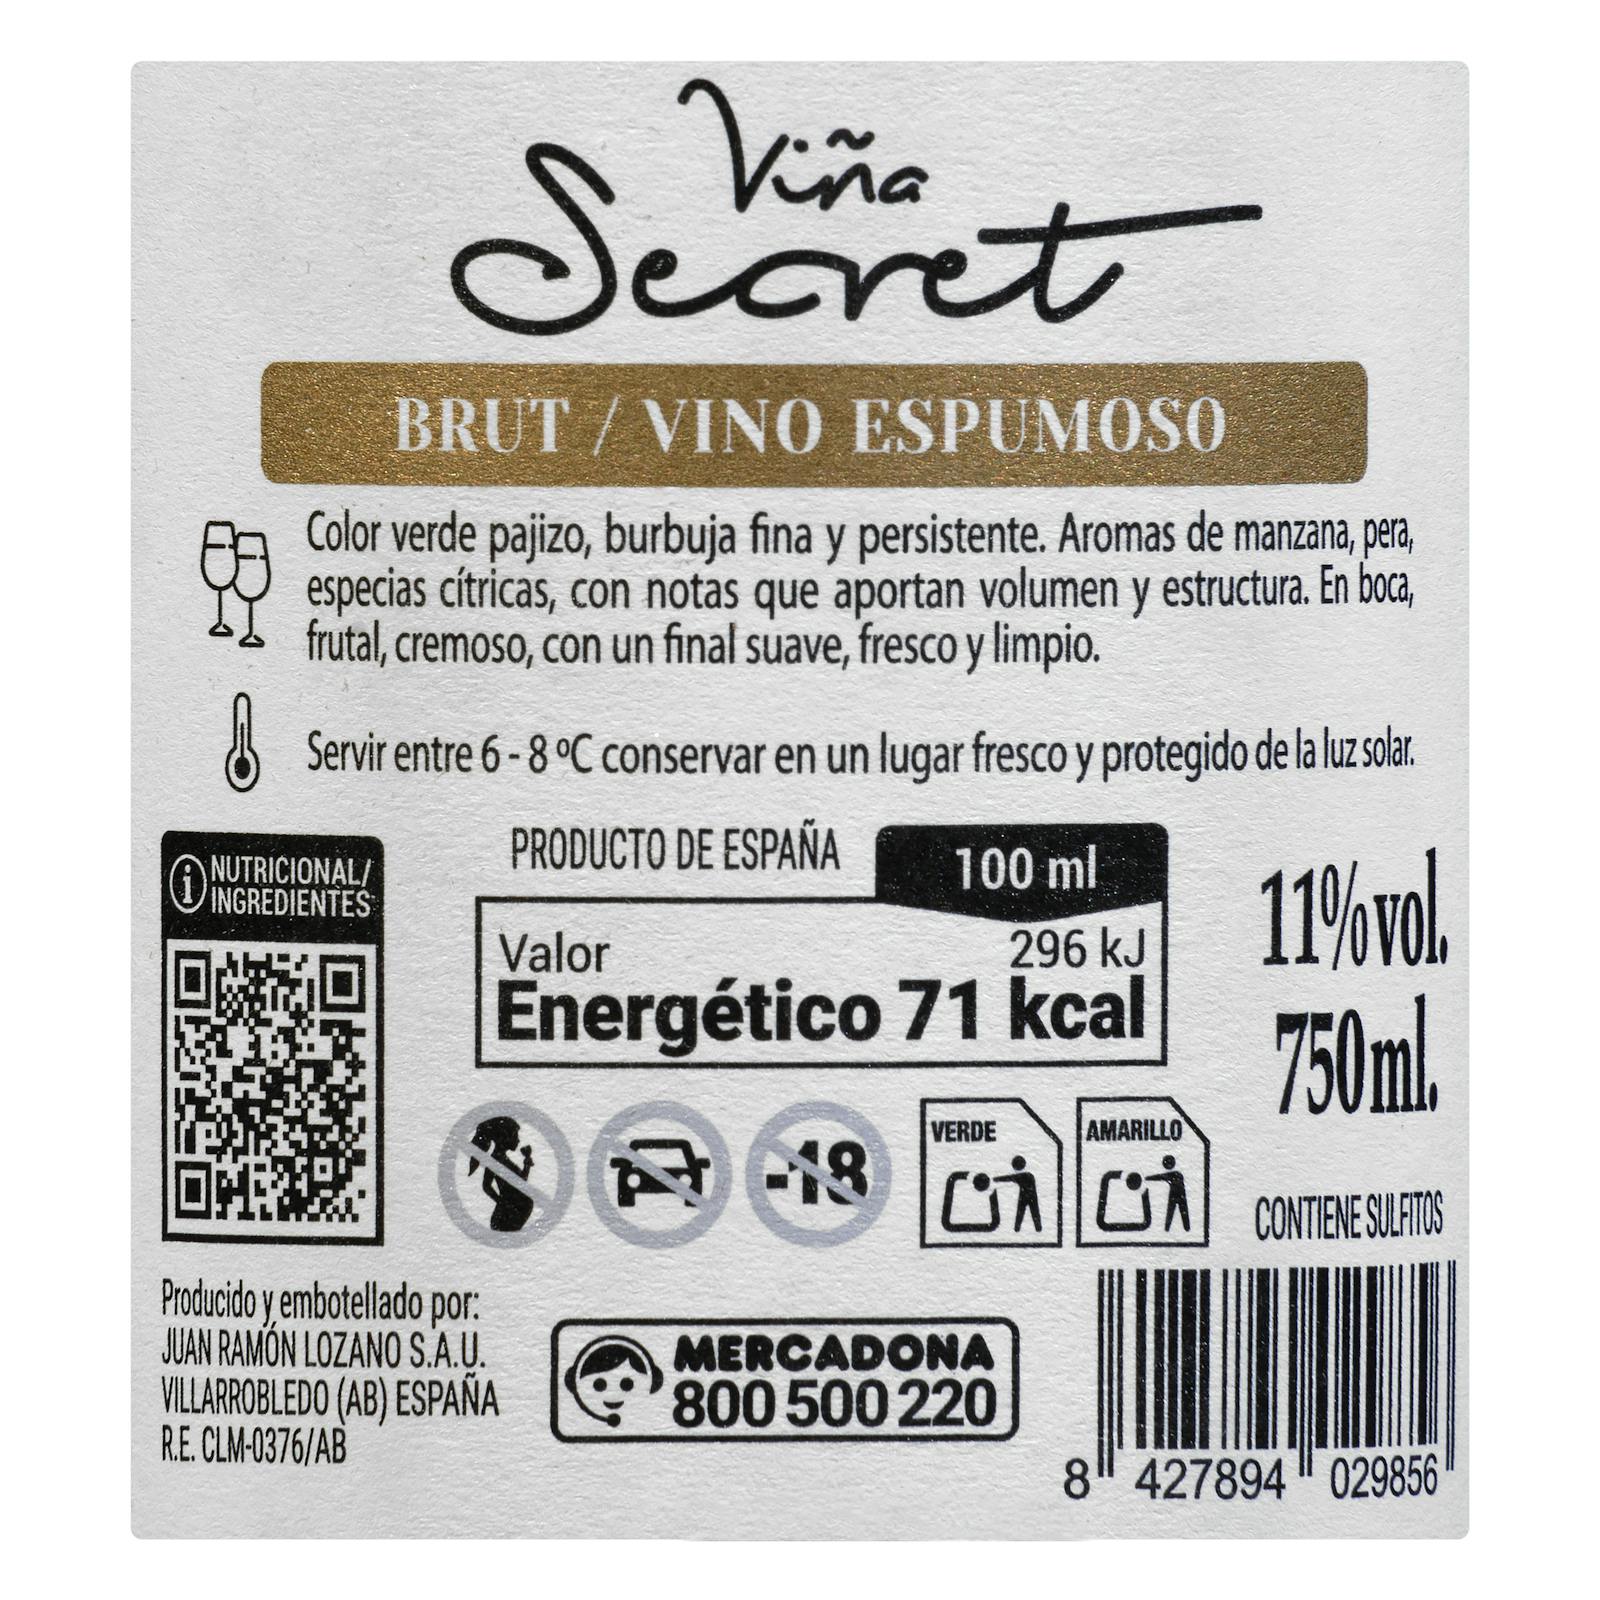 Viña
Secret
BRUT / VINO ESPUMOSO
Color verde pajizo, burbuja fina y persistente. Aromas de manzana, pera,
especias cítricas, con notas que aportan volumen y estructura. En boca,
frutal, cremoso, con un final suave, fresco y limpio.
Servir entre 6 - 8 ºC conservar en un lugar fresco y protegido de la luz solar.
i NUTRICIONAL/
INGREDIENTES
PRODUCTO DE ESPAÑA
100 ml
Valor 296 kJ
Energético 71 kcal
11% vol.
750 ml.
-18
VERDE
AMARILLO
CONTIENE SULFITOS
Producido y embotellado por:
JUAN RAMÓN LOZANO S.A.U.
VILLARROBLEDO (AB) ESPAÑA
R.E. CLM-0376/AB
MERCADONA
800 500 220
8 427894 029856